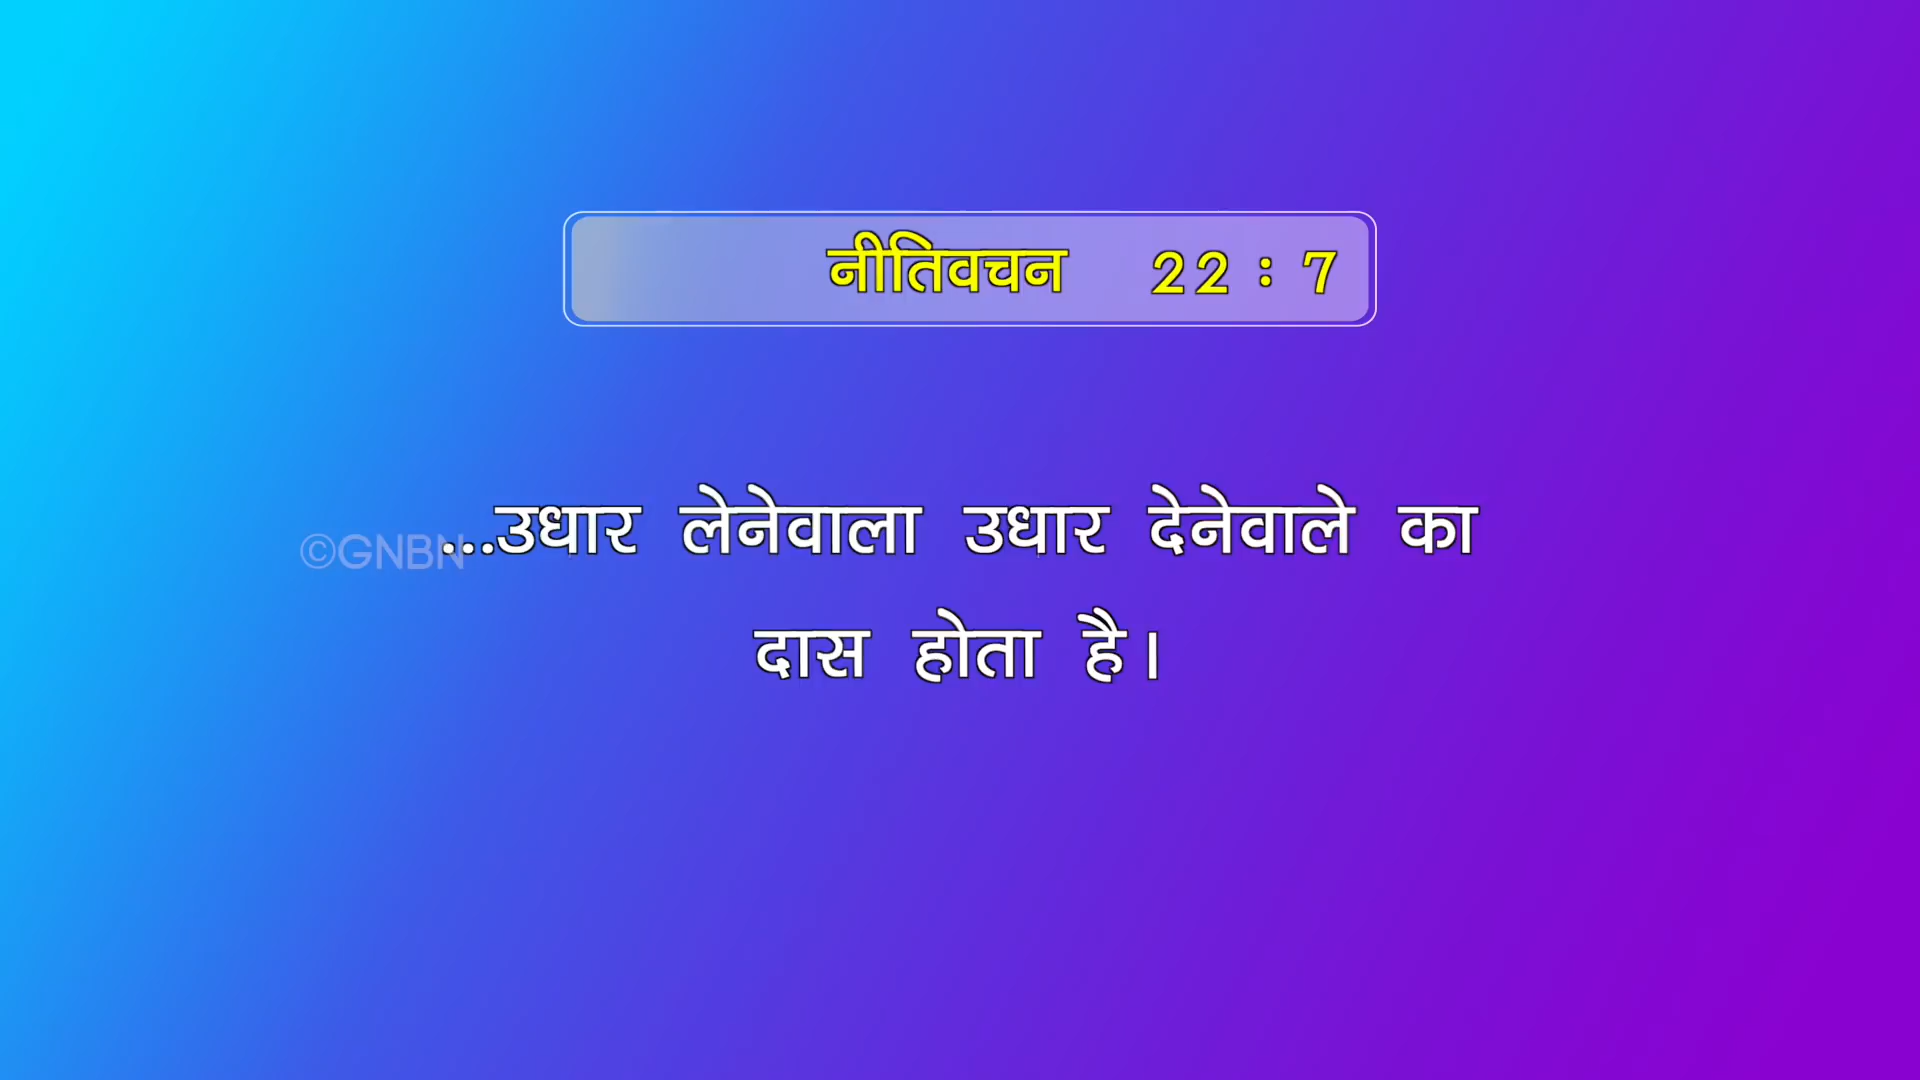 नीतिवचन 22 : 7
...उधार लेनेवाला उधार देनेवाले का
©GNBN
दास होता है।